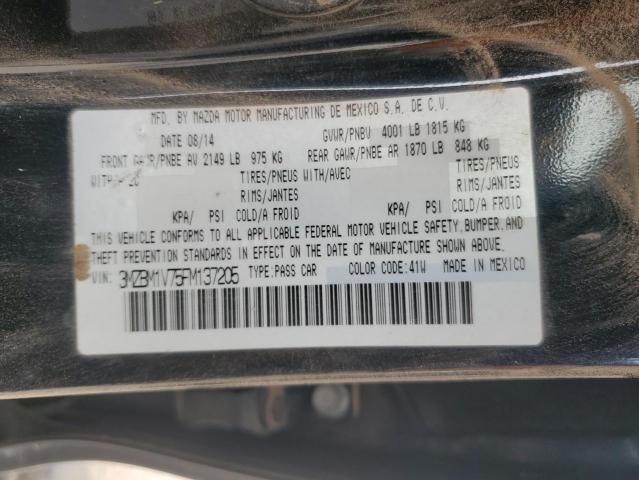 MFD. BY MAZDA MOTOR MANUFACTURING DE MEXICO S.A. DE C.V.
DATE 08/14 GVWR/PNBV 4001 LB 1815 KG
FRONT GAWR/PNBE AV 2149 LB 975 KG REAR GAWR/PNBE AR 1870 LB 848 KG
TIRES/PNEUS WITH/AVEC TIRES/PNEUS
RIMS/JANTES RIMS/JANTES
KPA/ PSI COLD/A FROID KPA/ PSI COLD/A FROID
THIS VEHICLE CONFORMS TO ALL APPLICABLE FEDERAL MOTOR VEHICLE SAFETY, BUMPER, AND
THEFT PREVENTION STANDARDS IN EFFECT ON THE DATE OF MANUFACTURE SHOWN ABOVE.
VIN: 3MZBM1V75FM137205 TYPE:PASS CAR COLOR CODE:41W MADE IN MEXICO